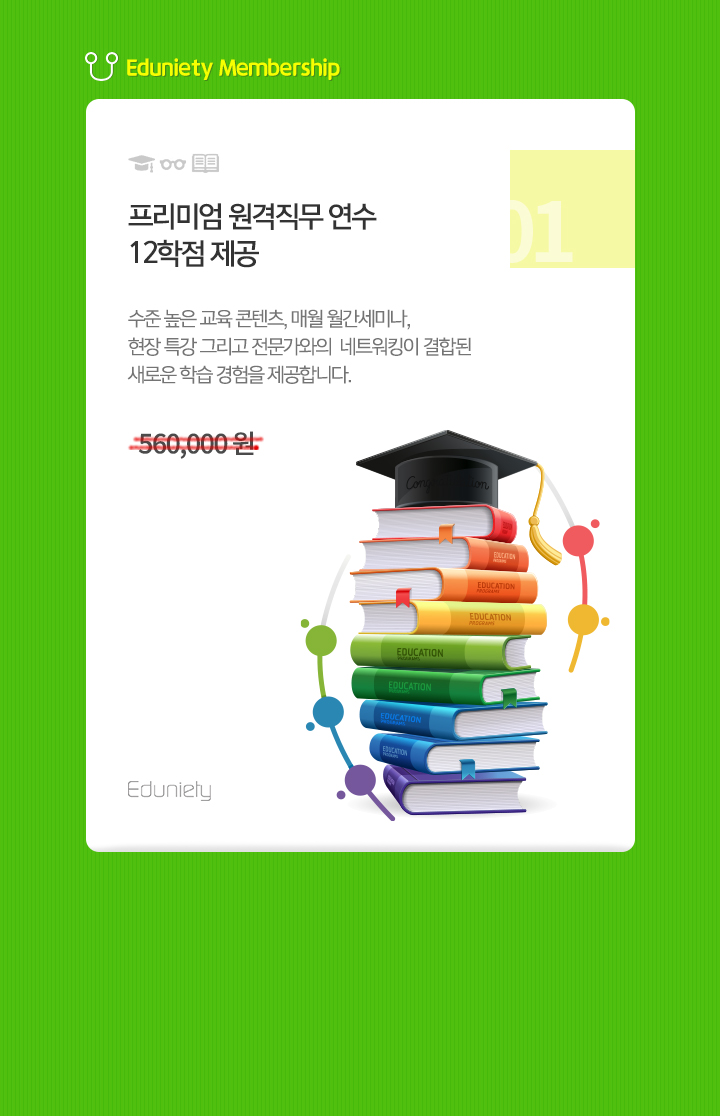 Eduniety Membership
01
프리미엄 원격직무 연수
12학점 제공
수준 높은 교육 콘텐츠, 매월 월간세미나,
현장 특강 그리고 전문가와의 네트워킹이 결합된
새로운 학습 경험을 제공합니다.
560,000 원
EDUCATION
EDUCATION
PROGRAMS
EDUCATION
PROGRAMS
EDUCATION
EDUCATION
EDUCATION
EDUCATION
Eduniety